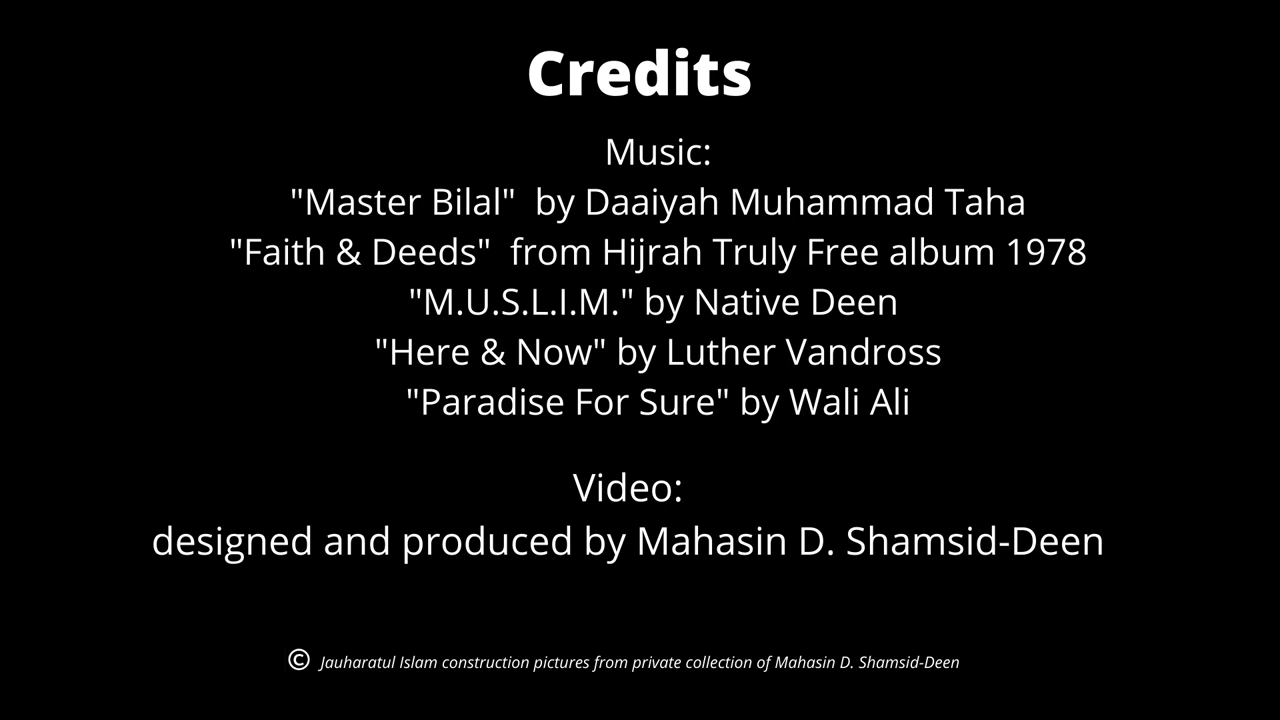 Credits
Music:
"Master Bilal"  by Daaiyah Muhammad Taha
"Faith & Deeds"  from Hijrah Truly Free album 1978
"M.U.S.L.I.M." by Native Deen
"Here & Now" by Luther Vandross
"Paradise For Sure" by Wali Ali
Video:
designed and produced by Mahasin D. Shamsid-Deen
© Jauharatul Islam construction pictures from private collection of Mahasin D. Shamsid-Deen